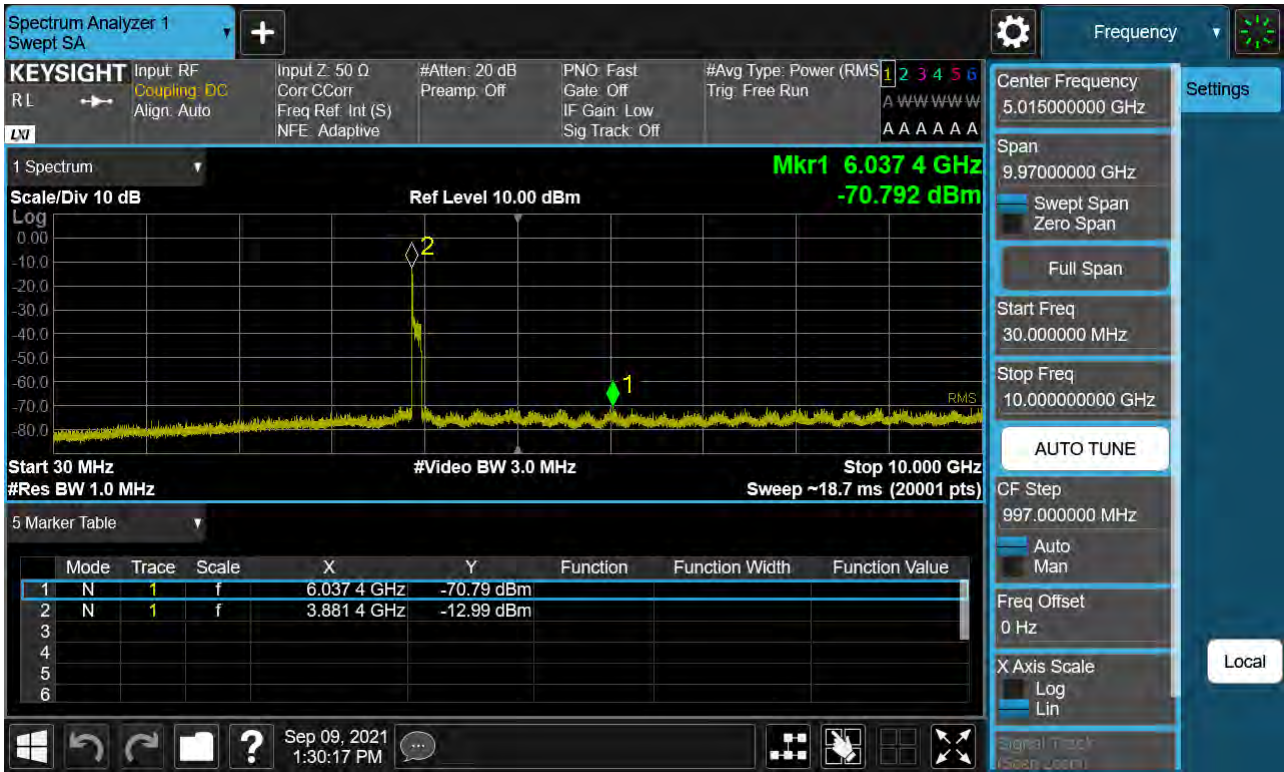 Spectrum Analyzer 1
Swept SA
+
Frequency
KEYSIGHT
RL
LXI
Input: RF
Coupling: DC
Align: Auto
Input Z: 50 Ω
Corr CCorr
Freq Ref: Int (S)
NFE: Adaptive
#Atten: 20 dB
Preamp: Off
PNO: Fast
Gate: Off
IF Gain: Low
Sig Track: Off
#Avg Type: Power (RMS
Trig: Free Run
1 2 3 4 5 6
A W W W W W
A A A A A A
1 Spectrum
Mkr1 6.037 4 GHz
-70.792 dBm
Scale/Div 10 dB
Ref Level 10.00 dBm
Log
0.00
-10.0
-20.0
-30.0
-40.0
-50.0
-60.0
-70.0
-80.0
2
1
RMS
Start 30 MHz
#Video BW 3.0 MHz
Stop 10.000 GHz
#Res BW 1.0 MHz
Sweep ~18.7 ms (20001 pts)
5 Marker Table
Mode Trace Scale X Y Function Function Width Function Value
1 N 1 f 6.037 4 GHz -70.79 dBm
2 N 1 f 3.881 4 GHz -12.99 dBm
3
4
5
6
Sep 09, 2021
1:30:17 PM
Center Frequency
5.015000000 GHz
Settings
Span
9.97000000 GHz
Swept Span
Zero Span
Full Span
Start Freq
30.000000 MHz
Stop Freq
10.000000000 GHz
AUTO TUNE
CF Step
997.000000 MHz
Auto
Man
Freq Offset
0 Hz
X Axis Scale
Log
Lin
Local
Signal Track
(Span Zoom)